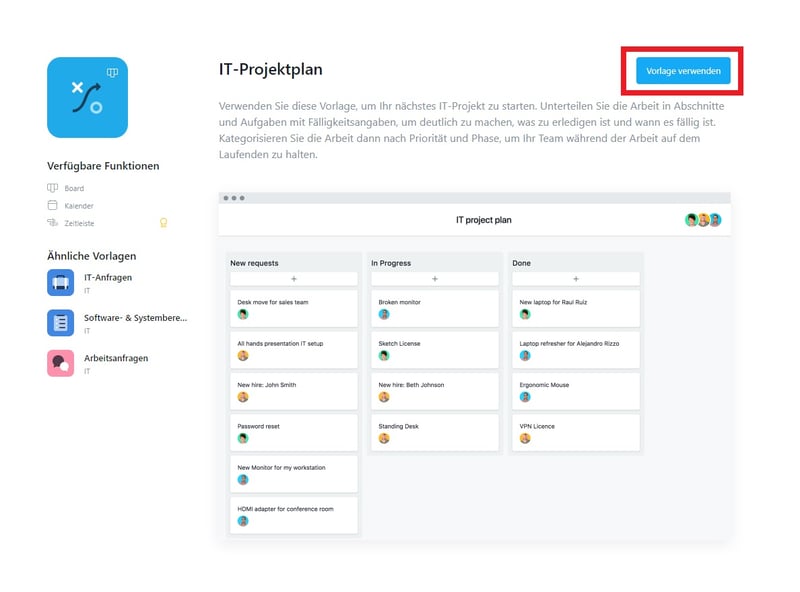 IT-Projektplan
Vorlage verwenden
Verwenden Sie diese Vorlage, um Ihr nächstes IT-Projekt zu starten. Unterteilen Sie die Arbeit in Abschnitte
und Aufgaben mit Fälligkeitsangaben, um deutlich zu machen, was zu erledigen ist und wann es fällig ist.
Kategorisieren Sie die Arbeit dann nach Priorität und Phase, um Ihr Team während der Arbeit auf dem
Laufenden zu halten.
Verfügbare Funktionen
Board
Kalender
Zeitleiste
Ähnliche Vorlagen
IT-Anfragen
IT
Software- & Systembere...
IT
Arbeitsanfragen
IT
IT project plan
New requests
+
Desk move for sales team
All hands presentation IT setup
New hire: John Smith
Password reset
New Monitor for my workstation
HDMI adapter for conference room
In Progress
+
Broken monitor
Sketch License
New hire: Beth Johnson
Standing Desk
Done
+
New laptop for Raul Ruiz
Laptop refresher for Alejandro Rizzo
Ergonomic Mouse
VPN Licence